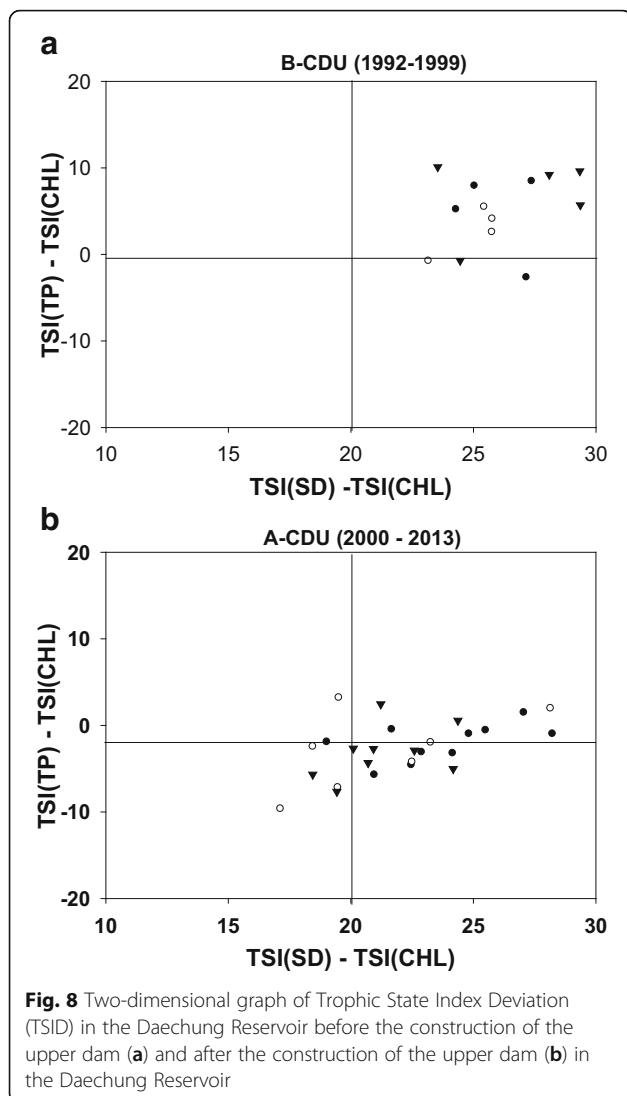 a
B-CDU (1992-1999)
20
10
0
-10
-20
TSI(TP) - TSI(CHL)
10 15 20 25 30
TSI(SD) -TSI(CHL)
b
A-CDU (2000 - 2013)
20
10
0
-10
-20
TSI(TP) - TSI(CHL)
10 15 20 25 30
TSI(SD) - TSI(CHL)
Fig. 8 Two-dimensional graph of Trophic State Index Deviation
(TSID) in the Daechung Reservoir before the construction of the
upper dam (a) and after the construction of the upper dam (b) in
the Daechung Reservoir